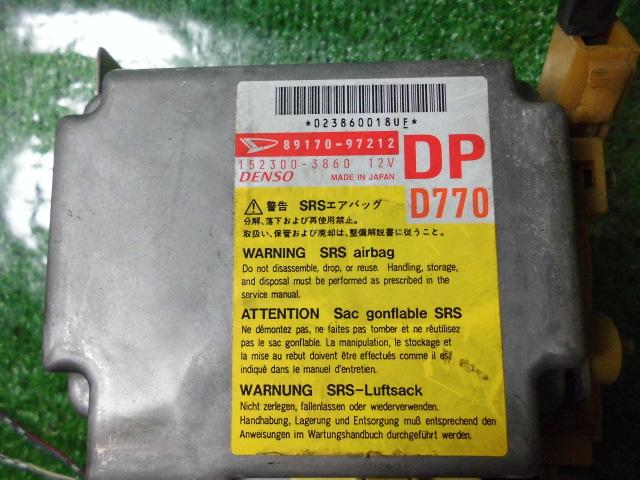 *023860018UF*
89170-97212
152300-3860 12V
DENSO MADE IN JAPAN
DP
D770
警告 SRSエアバッグ
分解、落下および再使用禁止。
取扱い、保管および廃却は、整備解説書に従うこと。
WARNING SRS airbag
Do not disassemble, drop, or reuse. Handling, storage,
and disposal must be performed as prescribed in the
service manual.
ATTENTION Sac gonflable SRS
Ne démontez pas, ne faites pas tomber et ne réutilisez
pas le sac gonflable. La manipulation, le stockage et
la mise au rebut doivent être effectués comme il est
indiqué dans le manuel d'entretien.
WARNUNG SRS-Luftsack
Nicht zerlegen, fallenlassen oder wiederverwenden.
Handhabung, Lagerung und Entsorgung muß entsprechend den
Anweisungen im Wartungshandbuch durchgeführt werden.